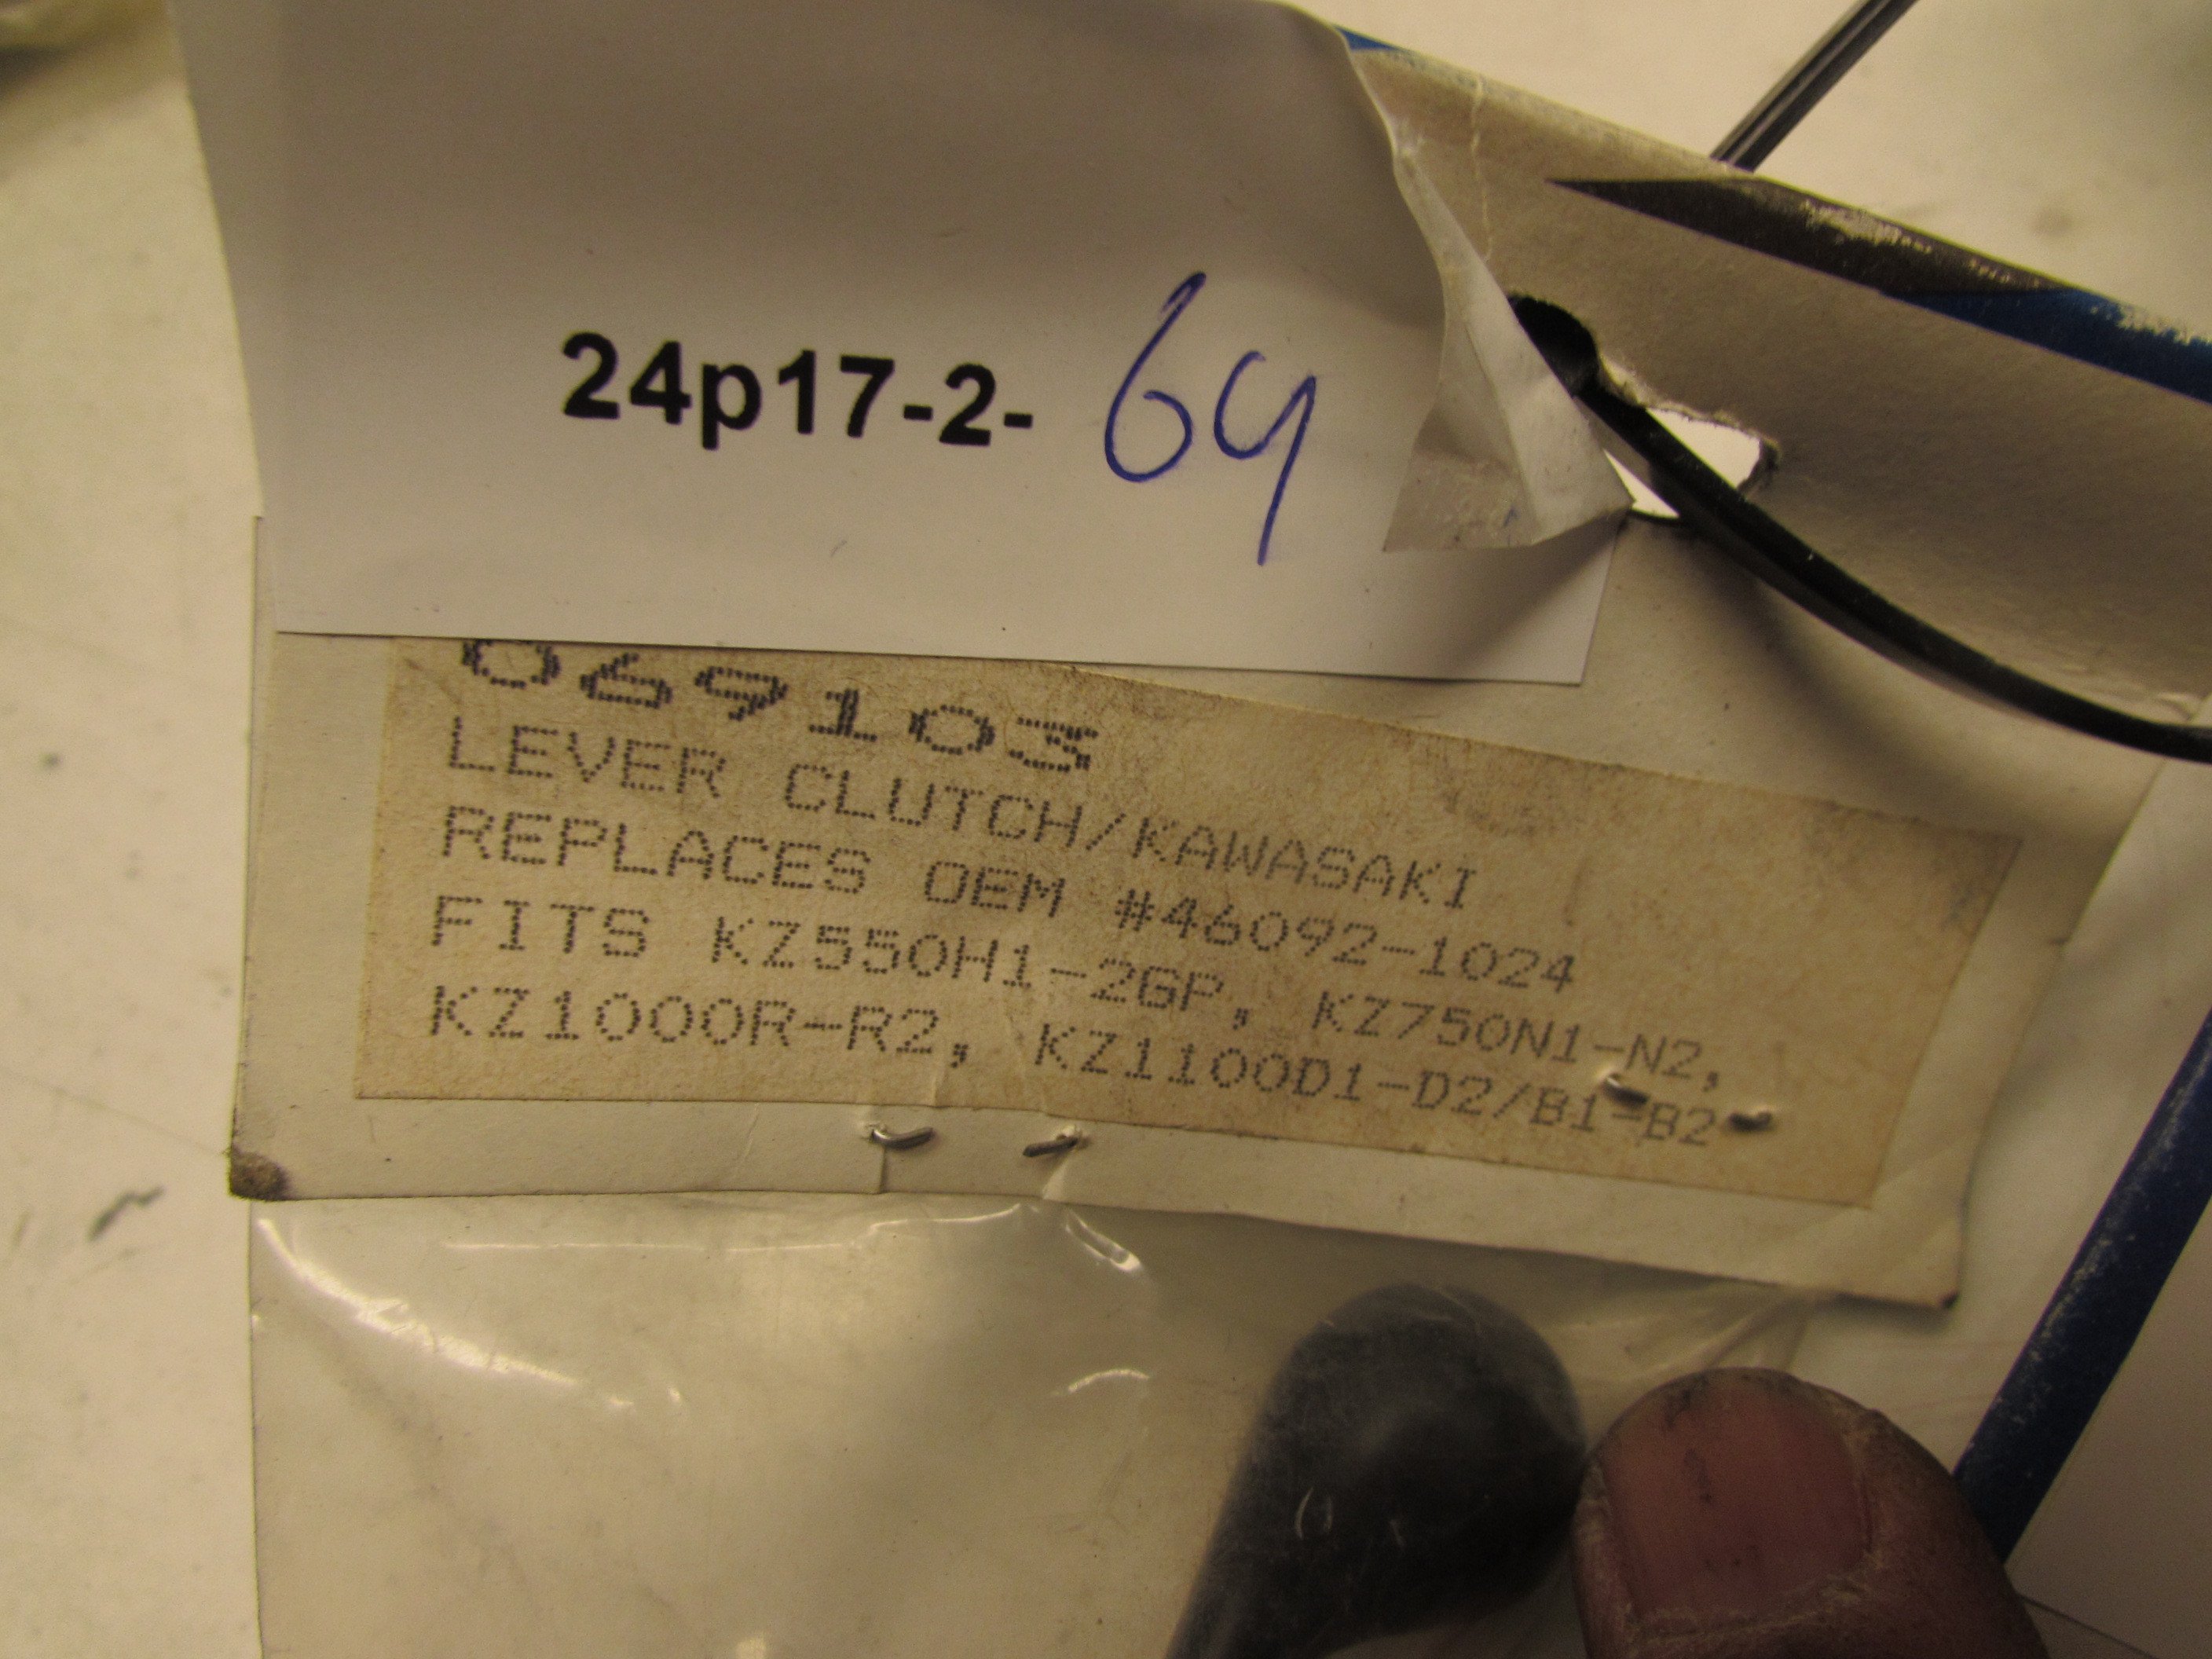 24p17-2- 69
069103
LEVER CLUTCH/KAWASAKI
REPLACES OEM #46092-1024
FITS KZ550H1-2GP, KZ750N1-N2,
KZ1000R-R2, KZ1100D1-D2/B1-B2